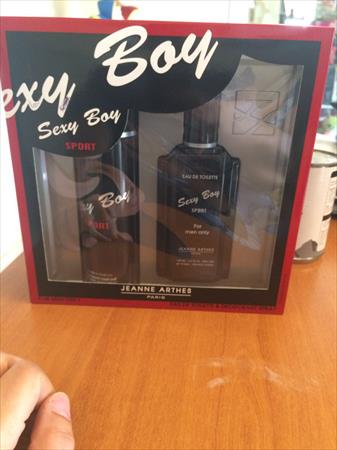 Sexy Boy
Sexy Boy
SPORT
y Boy
PORT
EAU DE TOILETTE
Sexy Boy
SPORT
For
men only
JEANNE ARTHES
JEANNE ARTHES
PARIS